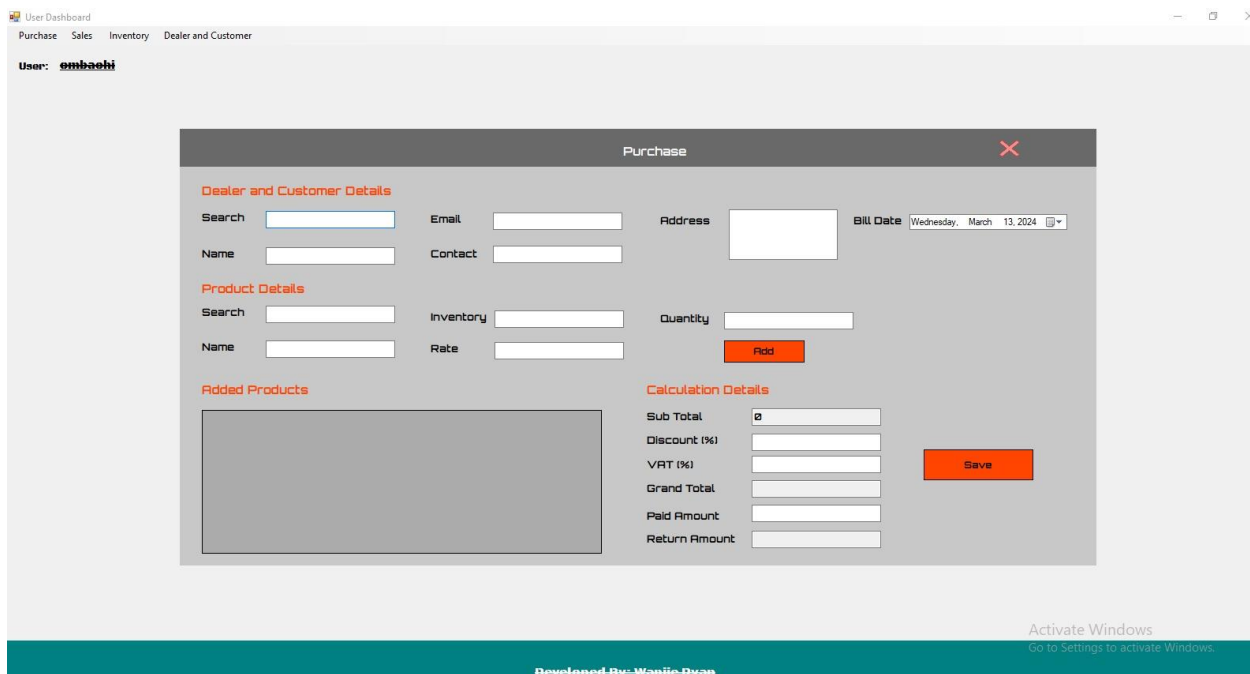 User Dashboard
Purchase Sales Inventory Dealer and Customer
User: ombachi
Purchase
Dealer and Customer Details
Search Email Address Bill Date Wednesday, March 13, 2024
Name Contact
Product Details
Search Inventory Quantity
Name Rate Add
Added Products Calculation Details
Sub Total 0
Discount (%)
VAT (%) Save
Grand Total
Paid Amount
Return Amount
Activate Windows
Go to Settings to activate Windows.
Developed By: Wanjie Ryan